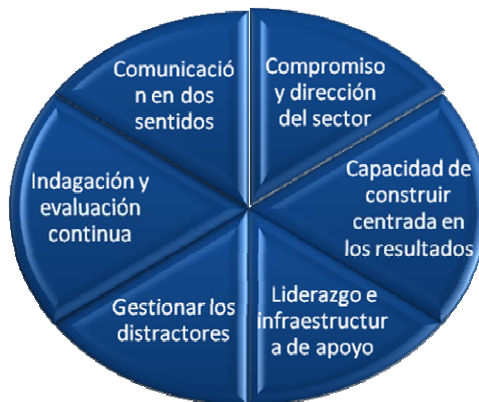 Comunicació
n en dos
sentidos
Compromiso
y dirección
del sector
Indagación y
evaluación
continua
Capacidad de
construir
centrada en
los resultados
Gestionar los
distractores
Liderazgo e
infraestructur
a de apoyo